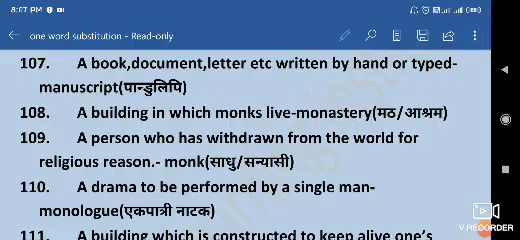 8:07 PM
one word substitution - Read-only
107. A book,document,letter etc written by hand or typed-
manuscript(पान्डुलिपि)
108. A building in which monks live-monastery(मठ/आश्रम)
109. A person who has withdrawn from the world for
religious reason.- monk(साधु/सन्यासी)
110. A drama to be performed by a single man-
monologue(एकपात्री नाटक)
111. A building which is constructed to keep alive one's
V RECORDER